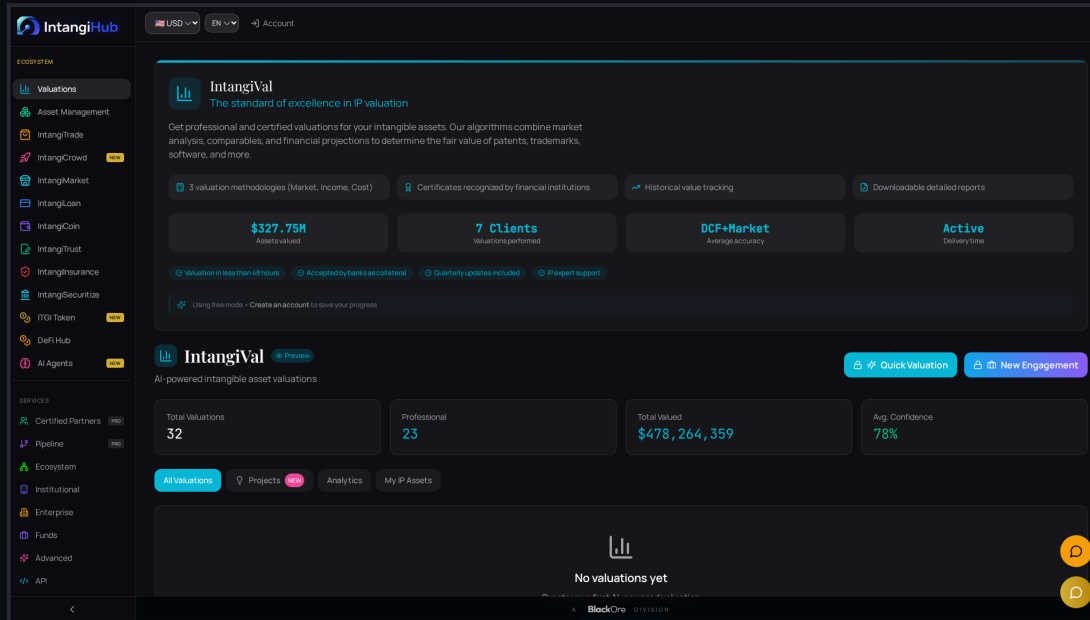 IntangiHub
USD
EN
Account
ECOSYSTEM
Valuations
Asset Management
IntangiTrade
IntangiCrowd NEW
IntangiMarket
IntangiLoan
IntangiCoin
IntangiTrust
IntangiInsurance
IntangiSecuritize
ITGI Token NEW
DeFi Hub
AI Agents NEW
SERVICES
Certified Partners PRO
Pipeline PRO
Ecosystem
Institutional
Enterprise
Funds
Advanced
API
IntangiVal
The standard of excellence in IP valuation
Get professional and certified valuations for your intangible assets. Our algorithms combine market
analysis, comparables, and financial projections to determine the fair value of patents, trademarks,
software, and more.
3 valuation methodologies (Market, Income, Cost)
Certificates recognized by financial institutions
Historical value tracking
Downloadable detailed reports
$327.75M
Assets valued
7 Clients
Valuations performed
DCF+Market
Average accuracy
Active
Delivery time
Valuation in less than 48 hours
Accepted by banks as collateral
Quarterly updates included
IP expert support
Using free mode • Create an account to save your progress
IntangiVal Preview
AI-powered intangible asset valuations
Quick Valuation
New Engagement
Total Valuations
32
Professional
23
Total Valued
$478,264,359
Avg. Confidence
78%
All Valuations
Projects NEW
Analytics
My IP Assets
No valuations yet
A BlackOre DIVISION